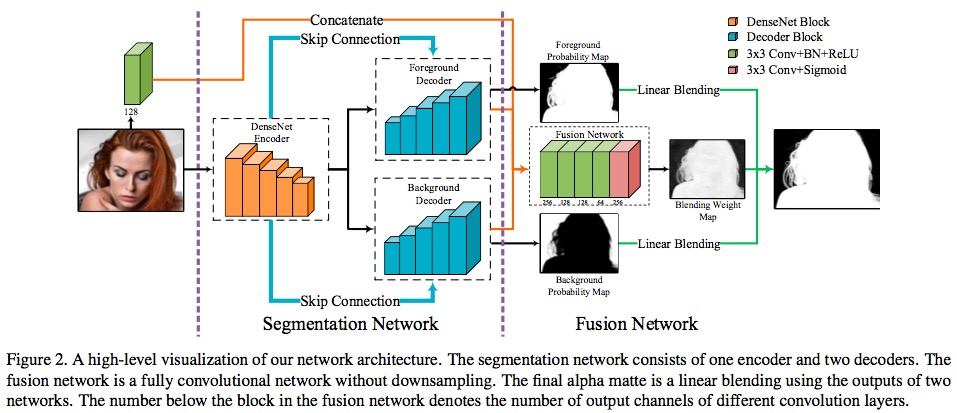 Concatenate
Skip Connection
DenseNet Block
Decoder Block
3x3 Conv+BN+ReLU
3x3 Conv+Sigmoid
128
DenseNet
Encoder
Foreground
Decoder
Background
Decoder
Skip Connection
Segmentation Network
Foreground
Probability Map
Linear Blending
Fusion Network
256 128 128 64 256
Blending Weight
Map
Linear Blending
Background
Probability Map
Fusion Network
Figure 2. A high-level visualization of our network architecture. The segmentation network consists of one encoder and two decoders. The
fusion network is a fully convolutional network without downsampling. The final alpha matte is a linear blending using the outputs of two
networks. The number below the block in the fusion network denotes the number of output channels of different convolution layers.